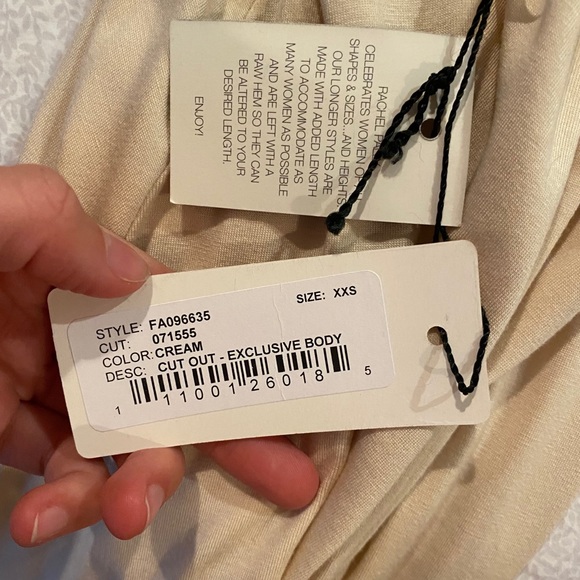 RACHEL
CELEBRATES WOMEN OF ALL
SHAPES & SIZES...AND HEIGHTS.
OUR LONGER STYLES ARE
MADE WITH ADDED LENGTH
TO ACCOMMODATE AS
MANY WOMEN AS POSSIBLE
AND ARE LEFT WITH A
RAW HEM SO THEY CAN
BE ALTERED TO YOUR
DESIRED LENGTH.
ENJOY!
SIZE: XXS
STYLE: FA096635
CUT: 071555
COLOR: CREAM
DESC: CUT OUT - EXCLUSIVE BODY
1 11001 26018 5